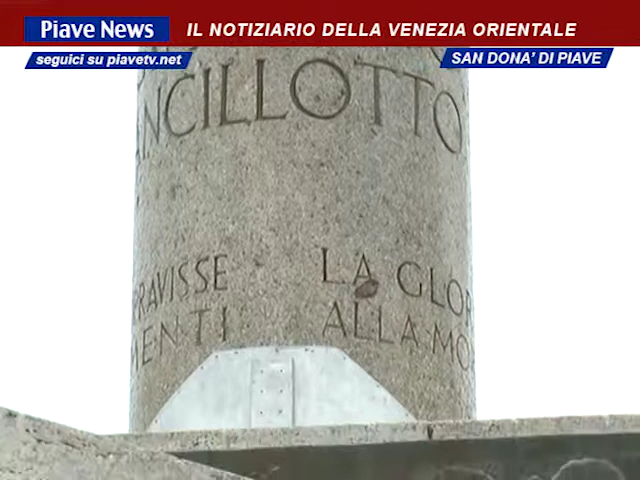 Piave News
IL NOTIZIARIO DELLA VENEZIA ORIENTALE
seguici su piavetv.net
SAN DONA’ DI PIAVE
ANCILLOTTO
RAVISSE
MENTI
LA GLOR
ALLA MO